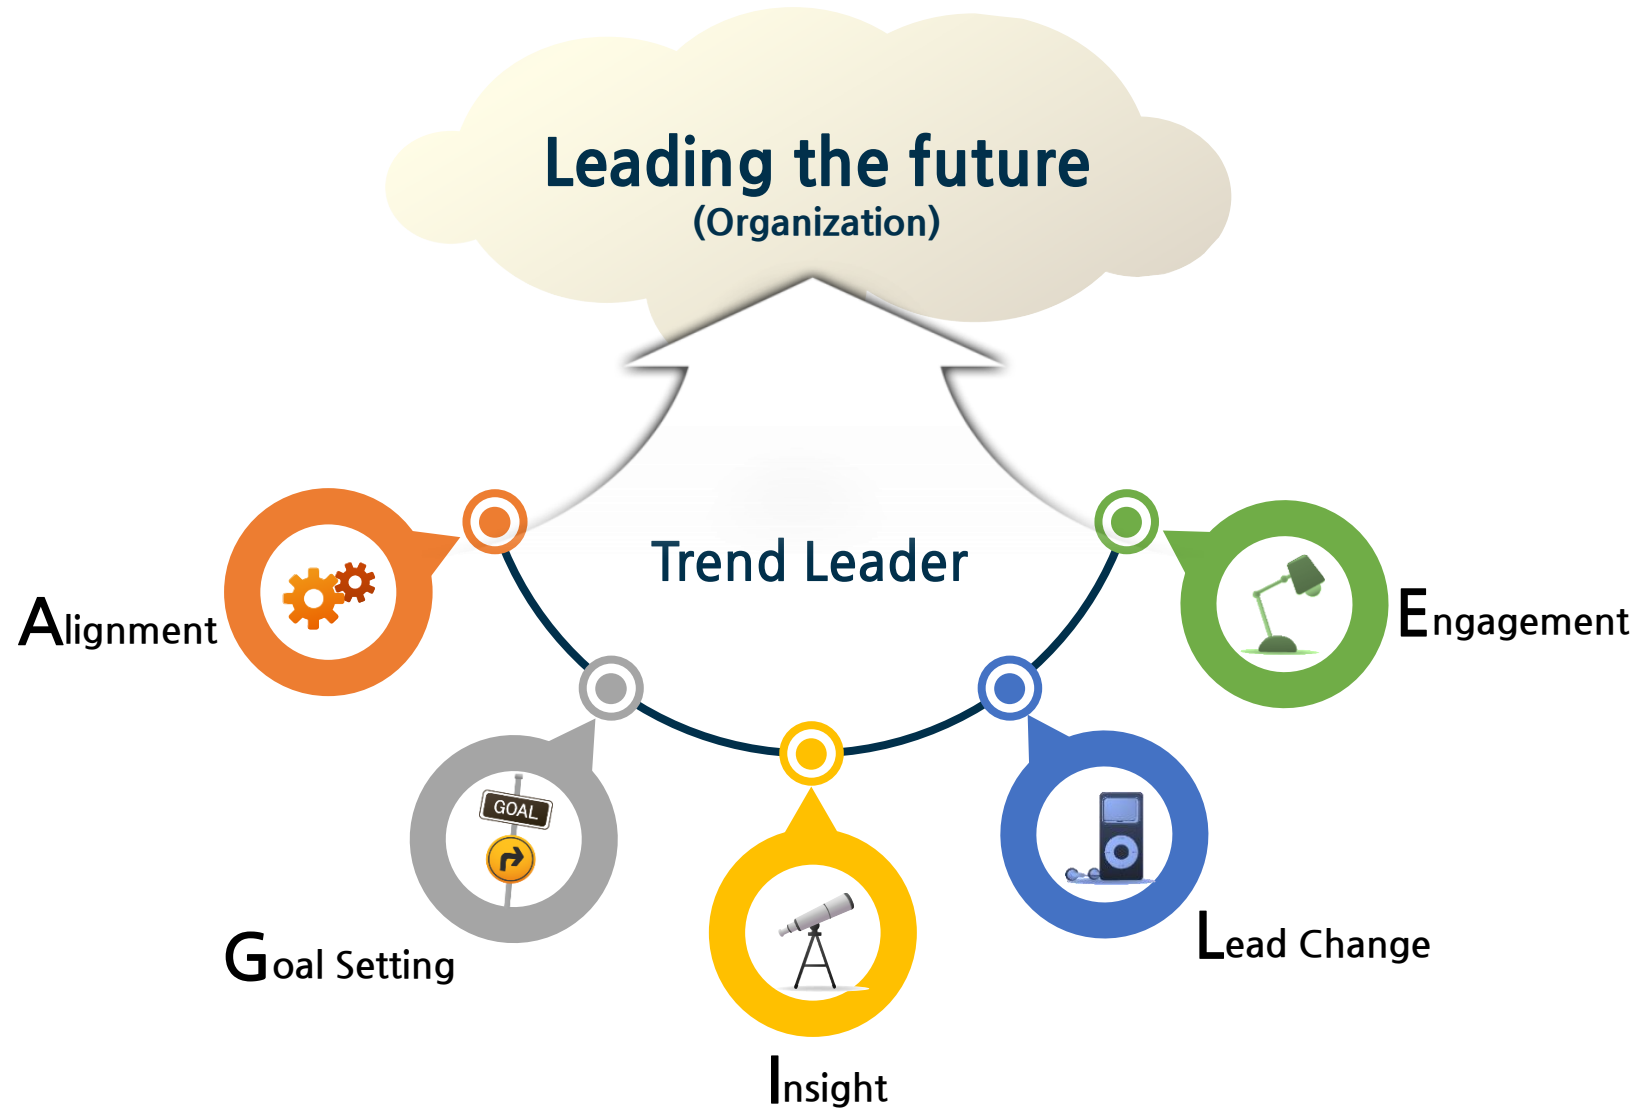 Leading the future
(Organization)
Trend Leader
Alignment
GOAL
Goal Setting
Insight
Lead Change
Engagement